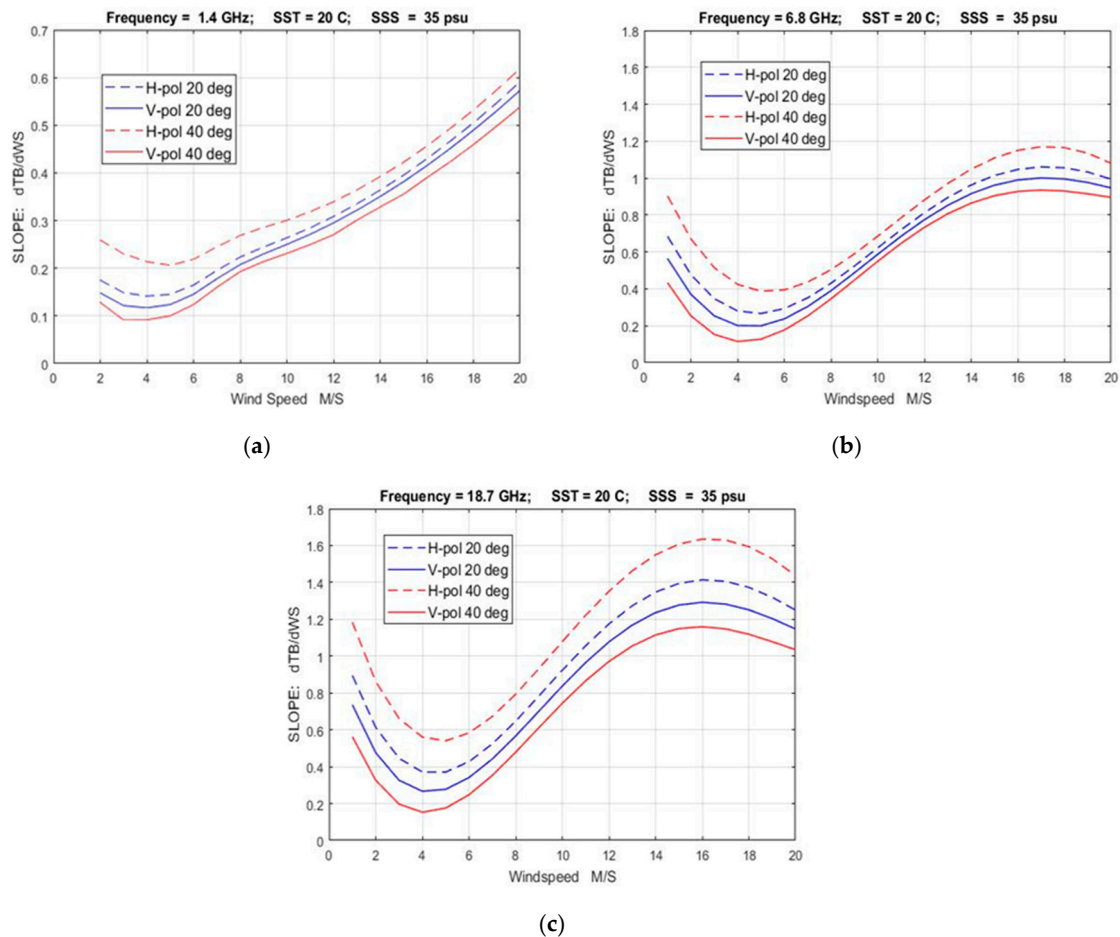 Frequency = 1.4 GHz; SST = 20 C; SSS = 35 psu
0.7
0.6
0.5
0.4
0.3
0.2
0.1
0
SLOPE: dTB/dWS
H-pol 20 deg
V-pol 20 deg
H-pol 40 deg
V-pol 40 deg
0 2 4 6 8 10 12 14 16 18 20
Wind Speed M/S
(a)
Frequency = 6.8 GHz; SST = 20 C; SSS = 35 psu
1.8
1.6
1.4
1.2
1
0.8
0.6
0.4
0.2
0
SLOPE: dTB/dWS
H-pol 20 deg
V-pol 20 deg
H-pol 40 deg
V-pol 40 deg
0 2 4 6 8 10 12 14 16 18 20
Windspeed M/S
(b)
Frequency = 18.7 GHz; SST = 20 C; SSS = 35 psu
1.8
1.6
1.4
1.2
1
0.8
0.6
0.4
0.2
0
SLOPE: dTB/dWS
H-pol 20 deg
V-pol 20 deg
H-pol 40 deg
V-pol 40 deg
0 2 4 6 8 10 12 14 16 18 20
Windspeed M/S
(c)